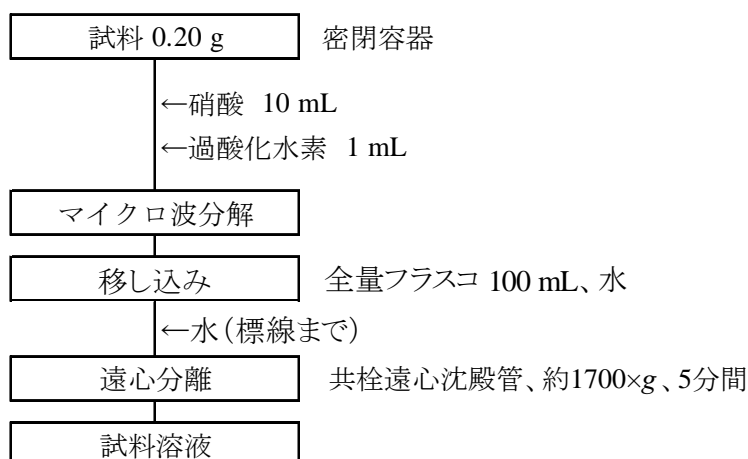 試料 0.20 g 密閉容器
←硝酸 10 mL
←過酸化水素 1 mL
マイクロ波分解
移し込み 全量フラスコ 100 mL、水
←水(標線まで)
遠心分離 共栓遠心沈殿管、約1700×g、5分間
試料溶液